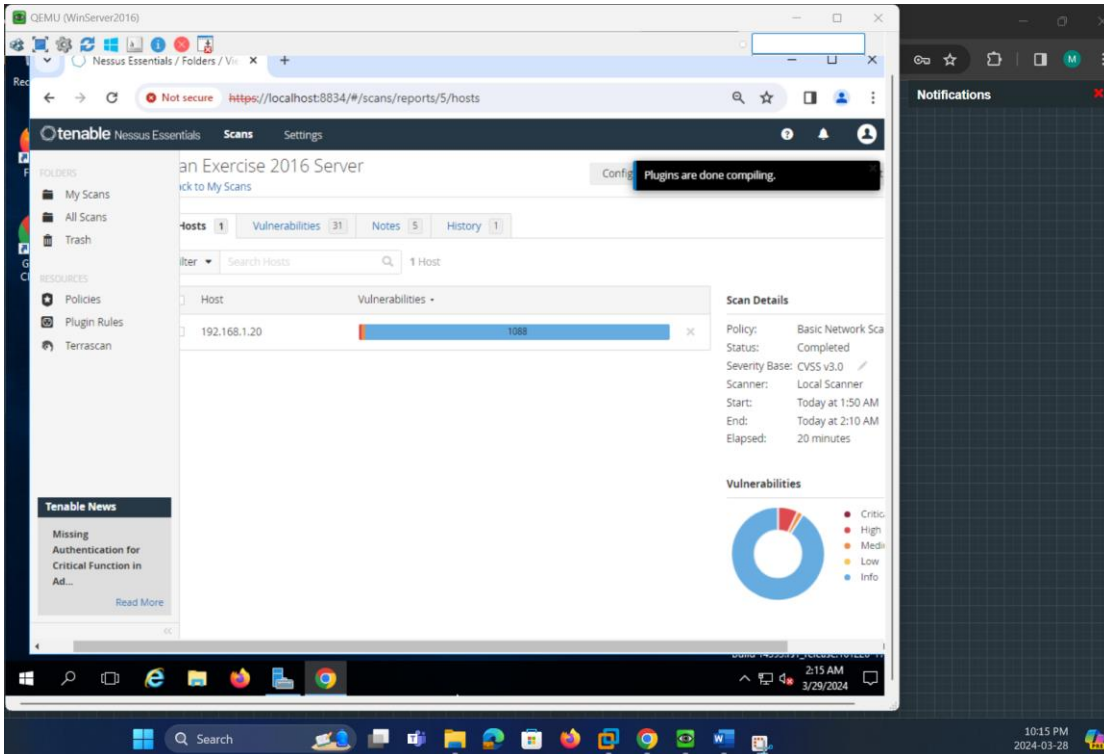 QEMU (WinServer2016)
Nessus Essentials / Folders / Vi
Rec
Not secure https://localhost:8834/#/scans/reports/5/hosts
M
Notifications
tenable Nessus Essentials Scans Settings
FOLDERS
My Scans
All Scans
Trash
RESOURCES
Policies
Plugin Rules
Terrascan
an Exercise 2016 Server
ack to My Scans
Config
Plugins are done compiling.
Hosts 1 Vulnerabilities 31 Notes 5 History 1
ilter Search Hosts 1 Host
Host Vulnerabilities
192.168.1.20 1088
Scan Details
Policy: Basic Network Sca
Status: Completed
Severity Base: CVSS v3.0
Scanner: Local Scanner
Start: Today at 1:50 AM
End: Today at 2:10 AM
Elapsed: 20 minutes
Vulnerabilities
Critic
High
Medi
Low
Info
Tenable News
Missing
Authentication for
Critical Function in
Ad...
Read More
2:15 AM
3/29/2024
Search
10:15 PM
2024-03-28